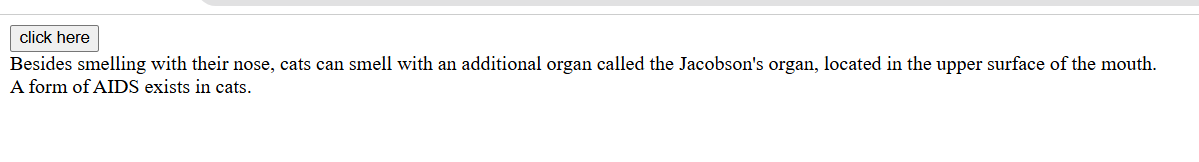 click here
Besides smelling with their nose, cats can smell with an additional organ called the Jacobson's organ, located in the upper surface of the mouth.
A form of AIDS exists in cats.